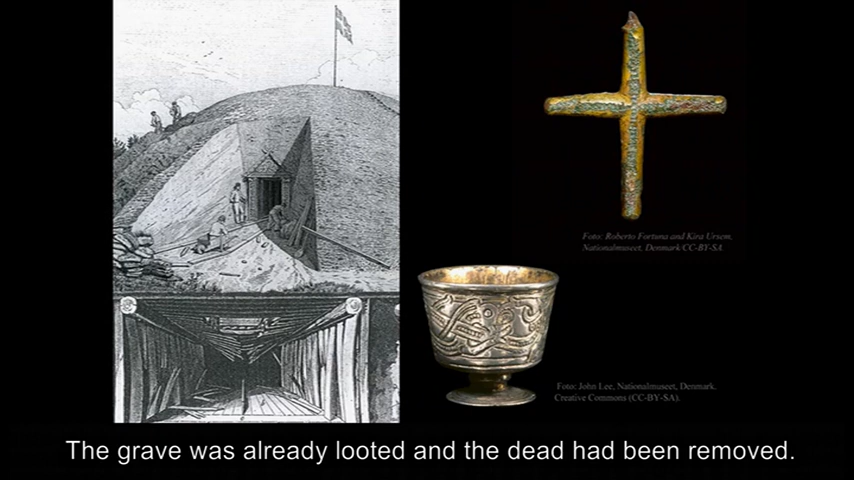 Foto: Roberto Fortuna and Kira Ursem,
Nationalmuseet, Denmark/CC-BY-SA
Foto: John Lee, Nationalmuseet, Denmark,
Creative Commons (CC-BY-SA).
The grave was already looted and the dead had been removed.